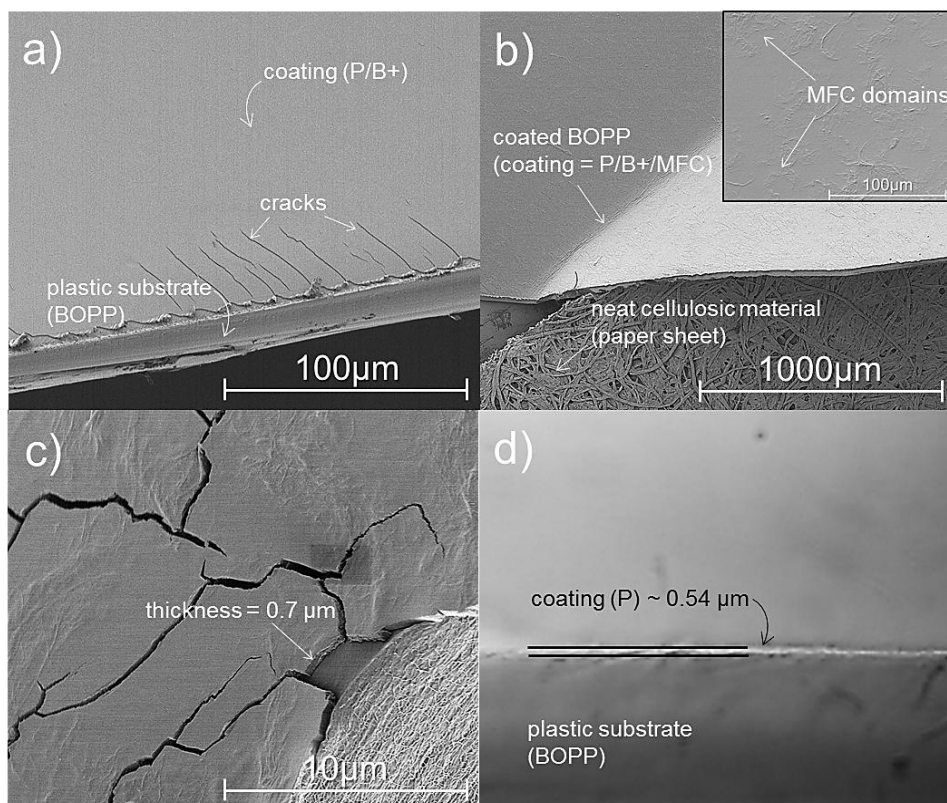 a)
coating (P/B+)
cracks
plastic substrate
(BOPP)
100µm
b)
MFC domains
100µm
coated BOPP
(coating = P/B+/MFC)
neat cellulosic material
(paper sheet)
1000µm
c)
thickness = 0.7 µm
10µm
d)
coating (P) ~ 0.54 µm
plastic substrate
(BOPP)